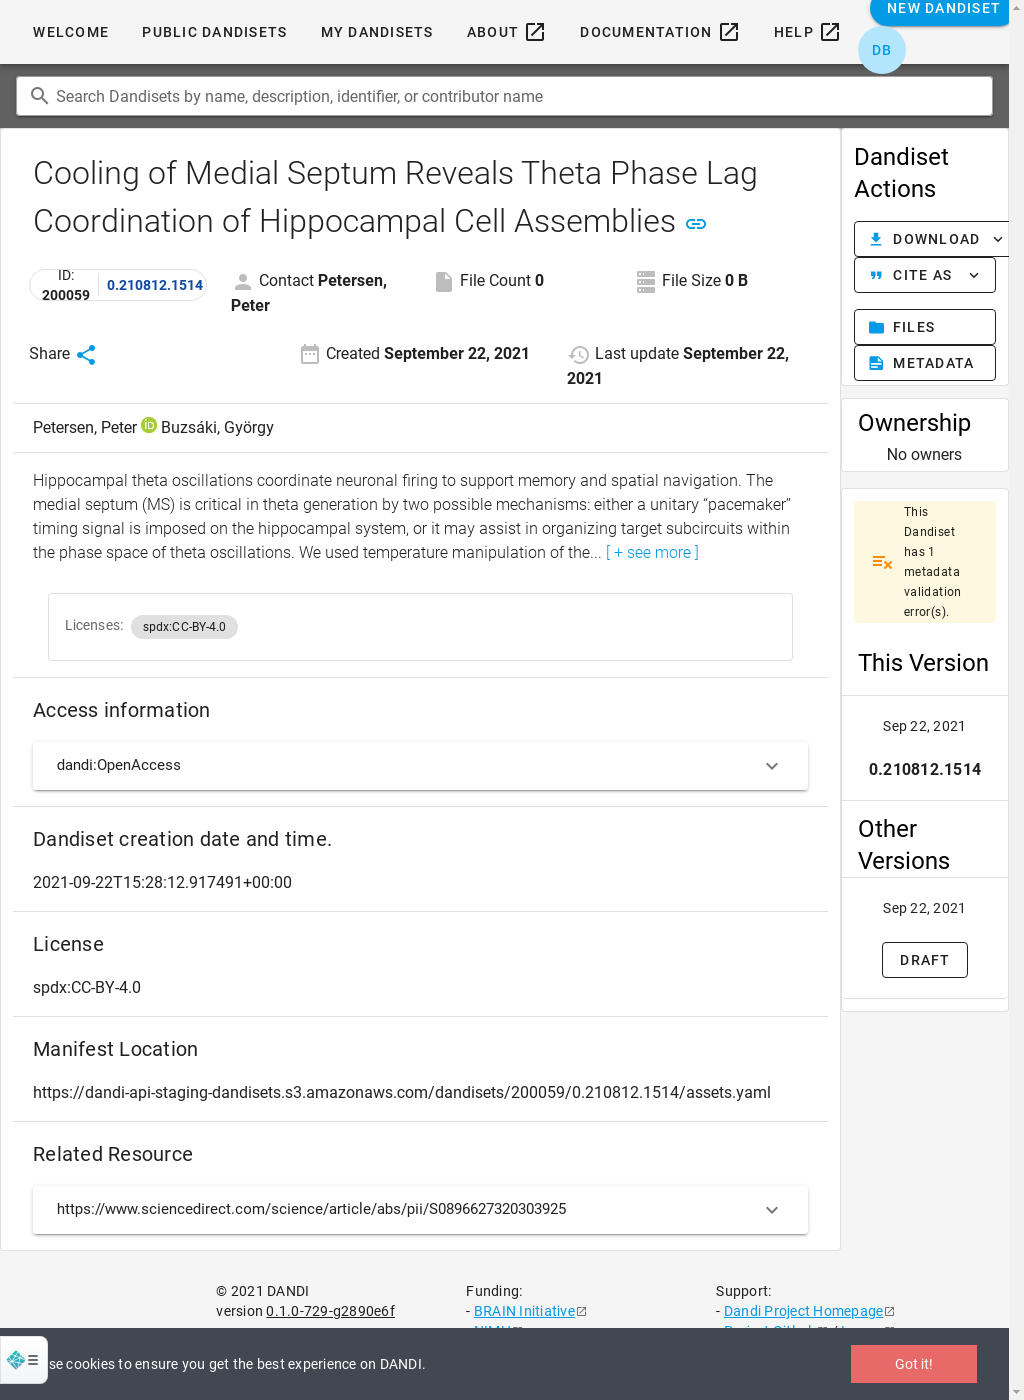 WELCOME PUBLIC DANDISETS MY DANDISETS ABOUT DOCUMENTATION HELP NEW DANDISET
DB
Search Dandisets by name, description, identifier, or contributor name
Cooling of Medial Septum Reveals Theta Phase Lag
Coordination of Hippocampal Cell Assemblies
ID:
200059
0.210812.1514
Contact Petersen,
Peter
File Count 0
File Size 0 B
Share
Created September 22, 2021
Last update September 22,
2021
Petersen, Peter Buzsáki, György
Hippocampal theta oscillations coordinate neuronal firing to support memory and spatial navigation. The
medial septum (MS) is critical in theta generation by two possible mechanisms: either a unitary “pacemaker”
timing signal is imposed on the hippocampal system, or it may assist in organizing target subcircuits within
the phase space of theta oscillations. We used temperature manipulation of the... [ + see more ]
Licenses: spdx:CC-BY-4.0
Access information
dandi:OpenAccess
Dandiset creation date and time.
2021-09-22T15:28:12.917491+00:00
License
spdx:CC-BY-4.0
Manifest Location
https://dandi-api-staging-dandisets.s3.amazonaws.com/dandisets/200059/0.210812.1514/assets.yaml
Related Resource
https://www.sciencedirect.com/science/article/abs/pii/S0896627320303925
Dandiset
Actions
DOWNLOAD
CITE AS
FILES
METADATA
Ownership
No owners
This
Dandiset
has 1
metadata
validation
error(s).
This Version
Sep 22, 2021
0.210812.1514
Other
Versions
Sep 22, 2021
DRAFT
© 2021 DANDI
version 0.1.0-729-g2890e6f
Funding:
- BRAIN Initiative
Support:
- Dandi Project Homepage
se cookies to ensure you get the best experience on DANDI.
Got it!